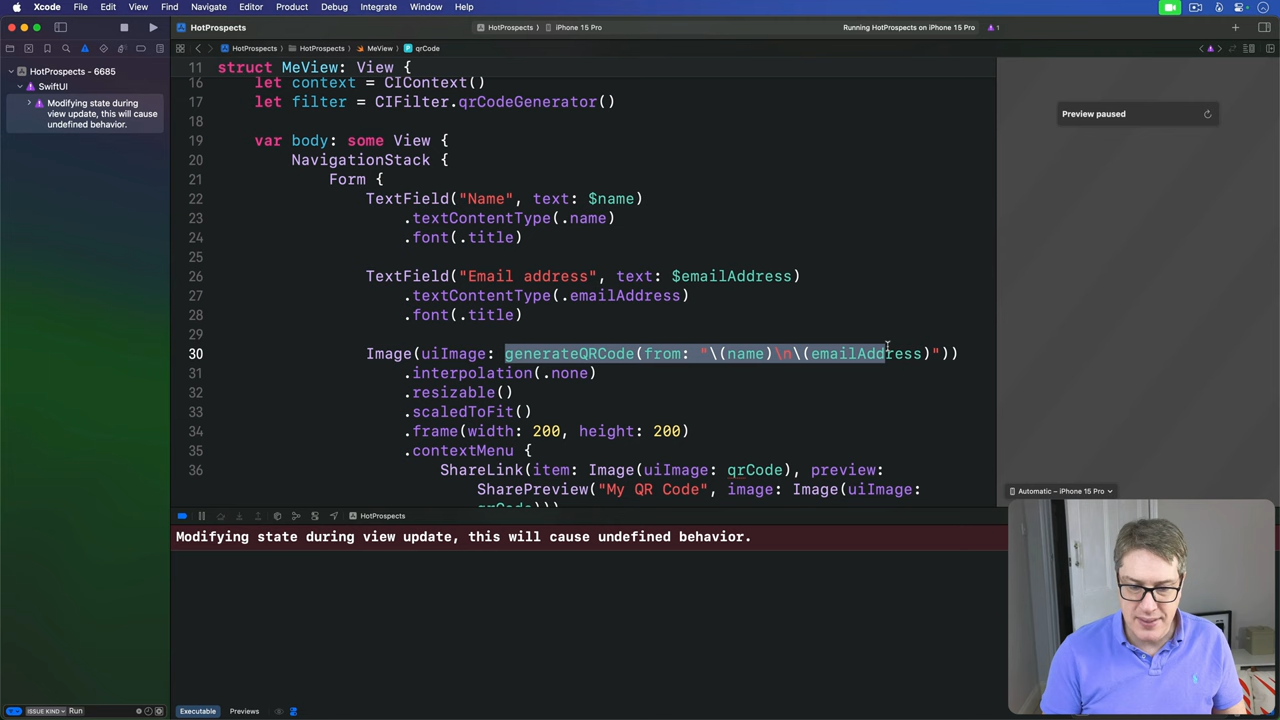 Xcode File Edit View Find Navigate Editor Product Debug Integrate Window Help
HotProspects
HotProspects › iPhone 15 Pro
Running HotProspects on iPhone 15 Pro
1
HotProspects › HotProspects › MeView › qrCode
HotProspects - 6685
SwiftUI
Modifying state during
view update, this will cause
undefined behavior.
11 struct MeView: View {
16 let context = CIContext()
17 let filter = CIFilter.qrCodeGenerator()
18
19 var body: some View {
20 NavigationStack {
21 Form {
22 TextField("Name", text: $name)
23 .textContentType(.name)
24 .font(.title)
25
26 TextField("Email address", text: $emailAddress)
27 .textContentType(.emailAddress)
28 .font(.title)
29
30 Image(uiImage: generateQRCode(from: "\(name)\n\(emailAddress)"))
31 .interpolation(.none)
32 .resizable()
33 .scaledToFit()
34 .frame(width: 200, height: 200)
35 .contextMenu {
36 ShareLink(item: Image(uiImage: qrCode), preview:
SharePreview("My QR Code", image: Image(uiImage:
qrCode)))
Preview paused
Automatic – iPhone 15 Pro
HotProspects
Modifying state during view update, this will cause undefined behavior.
ISSUE KIND Run
Executable Previews